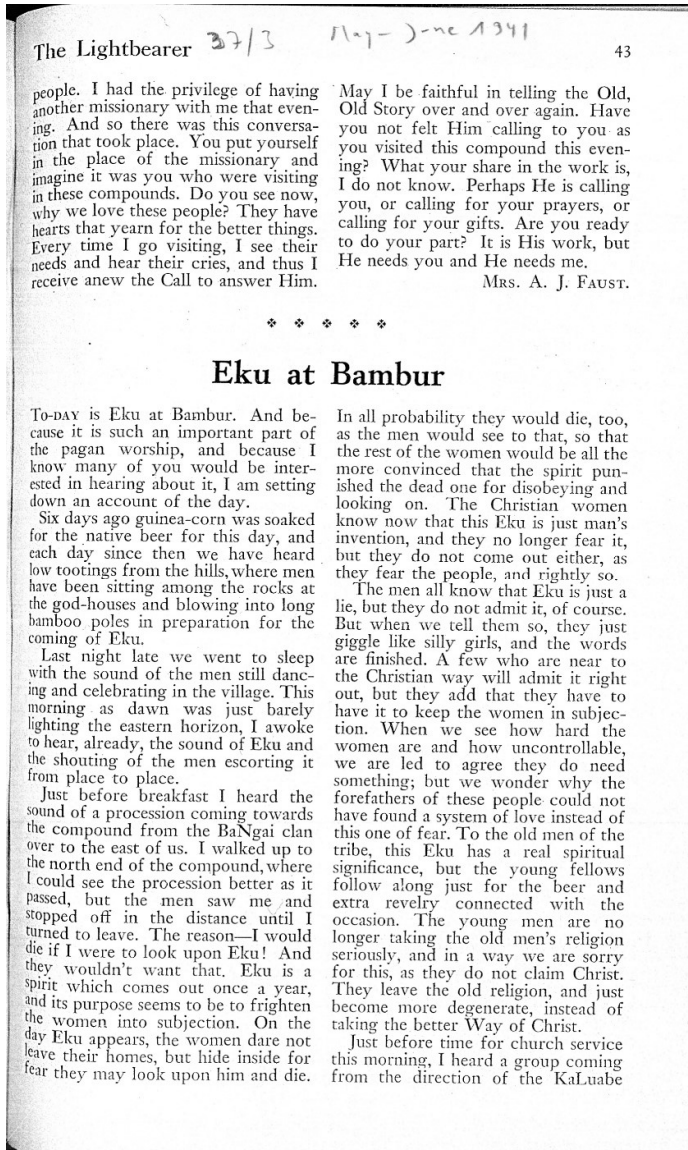 The Lightbearer 37/3 May-June 1941 43
people. I had the privilege of having
another missionary with me that even-
ing. And so there was this conversa-
tion that took place. You put yourself
in the place of the missionary and
imagine it was you who were visiting
in these compounds. Do you see now,
why we love these people? They have
hearts that yearn for the better things.
Every time I go visiting, I see their
needs and hear their cries, and thus I
receive anew the Call to answer Him.
May I be faithful in telling the Old,
Old Story over and over again. Have
you not felt Him calling to you as
you visited this compound this even-
ing? What your share in the work is,
I do not know. Perhaps He is calling
you, or calling for your prayers, or
calling for your gifts. Are you ready
to do your part? It is His work, but
He needs you and He needs me.
MRS. A. J. FAUST.
Eku at Bambur
TO-DAY is Eku at Bambur. And be-
cause it is such an important part of
the pagan worship, and because I
know many of you would be inter-
ested in hearing about it, I am setting
down an account of the day.
Six days ago guinea-corn was soaked
for the native beer for this day, and
each day since then we have heard
low tootings from the hills, where men
have been sitting among the rocks at
the god-houses and blowing into long
bamboo poles in preparation for the
coming of Eku.
Last night late we went to sleep
with the sound of the men still danc-
ing and celebrating in the village. This
morning as dawn was just barely
lighting the eastern horizon, I awoke
to hear, already, the sound of Eku and
the shouting of the men escorting it
from place to place.
Just before breakfast I heard the
sound of a procession coming towards
the compound from the BaNgai clan
over to the east of us. I walked up to
the north end of the compound, where
I could see the procession better as it
passed, but the men saw me and
stopped off in the distance until I
turned to leave. The reason—I would
die if I were to look upon Eku! And
they wouldn't want that. Eku is a
spirit which comes out once a year,
and its purpose seems to be to frighten
the women into subjection. On the
day Eku appears, the women dare not
leave their homes, but hide inside for
fear they may look upon him and die.
In all probability they would die, too,
as the men would see to that, so that
the rest of the women would be all the
more convinced that the spirit pun-
ished the dead one for disobeying and
looking on. The Christian women
know now that this Eku is just man's
invention, and they no longer fear it,
but they do not come out either, as
they fear the people, and rightly so.
The men all know that Eku is just a
lie, but they do not admit it, of course.
But when we tell them so, they just
giggle like silly girls, and the words
are finished. A few who are near to
the Christian way will admit it right
out, but they add that they have to
have it to keep the women in subjec-
tion. When we see how hard the
women are and how uncontrollable,
we are led to agree they do need
something; but we wonder why the
forefathers of these people could not
have found a system of love instead of
this one of fear. To the old men of the
tribe, this Eku has a real spiritual
significance, but the young fellows
follow along just for the beer and
extra revelry connected with the
occasion. The young men are no
longer taking the old men's religion
seriously, and in a way we are sorry
for this, as they do not claim Christ.
They leave the old religion, and just
become more degenerate, instead of
taking the better Way of Christ.
Just before time for church service
this morning, I heard a group coming
from the direction of the KaLuabe